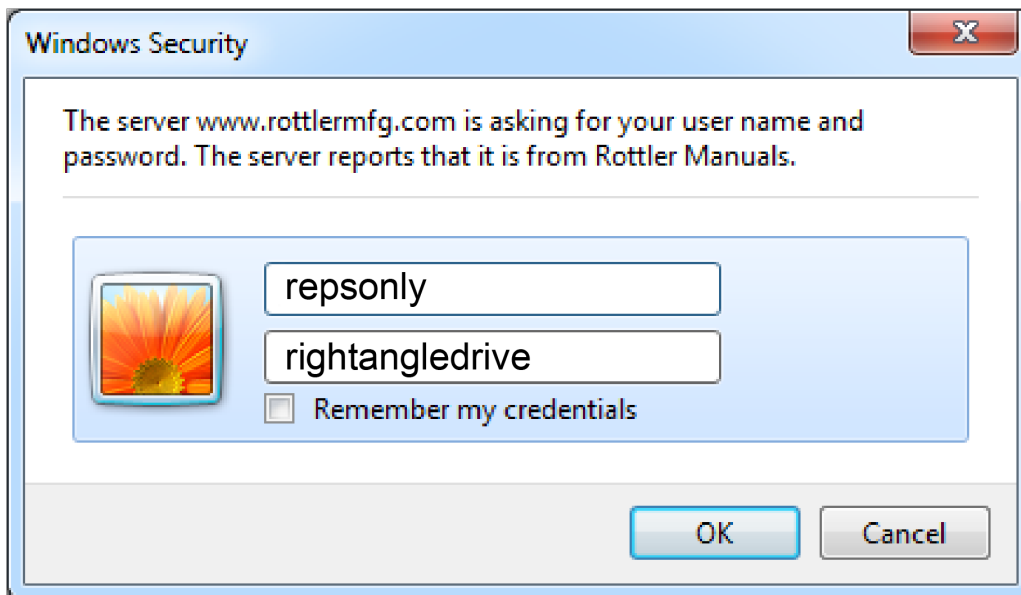 Windows Security
The server www.rottlermfg.com is asking for your user name and
password. The server reports that it is from Rottler Manuals.
repsonly
rightangledrive
Remember my credentials
OK
Cancel